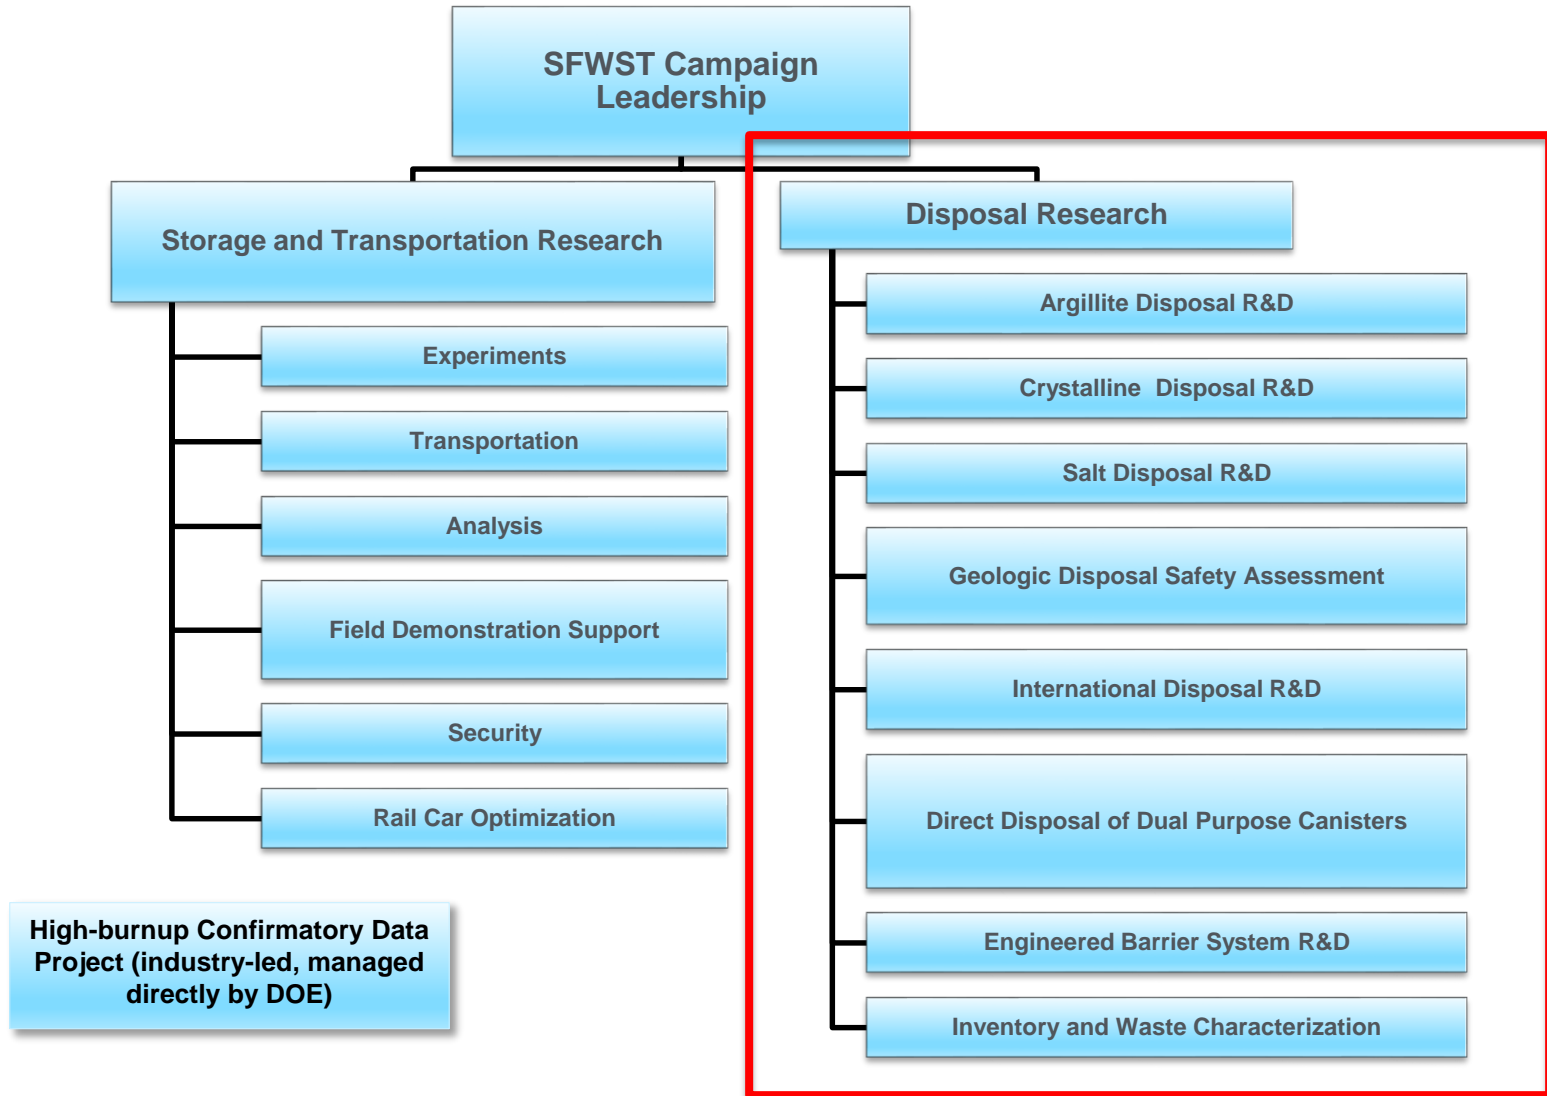 SFWST Campaign
Leadership
Storage and Transportation Research
Experiments
Transportation
Analysis
Field Demonstration Support
Security
Rail Car Optimization
High-burnup Confirmatory Data
Project (industry-led, managed
directly by DOE)
Disposal Research
Argillite Disposal R&D
Crystalline  Disposal R&D
Salt Disposal R&D
Geologic Disposal Safety Assessment
International Disposal R&D
Direct Disposal of Dual Purpose Canisters
Engineered Barrier System R&D
Inventory and Waste Characterization